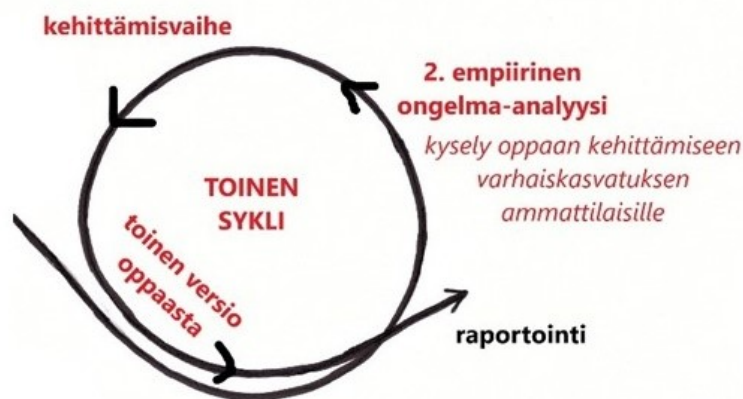 kehittämisvaihe
2. empiirinen
ongelma-analyysi
kysely oppaan kehittämiseen
varhaiskasvatuksen
ammattilaisille
TOINEN
SYKLI
toinen versio
oppaasta
raportointi